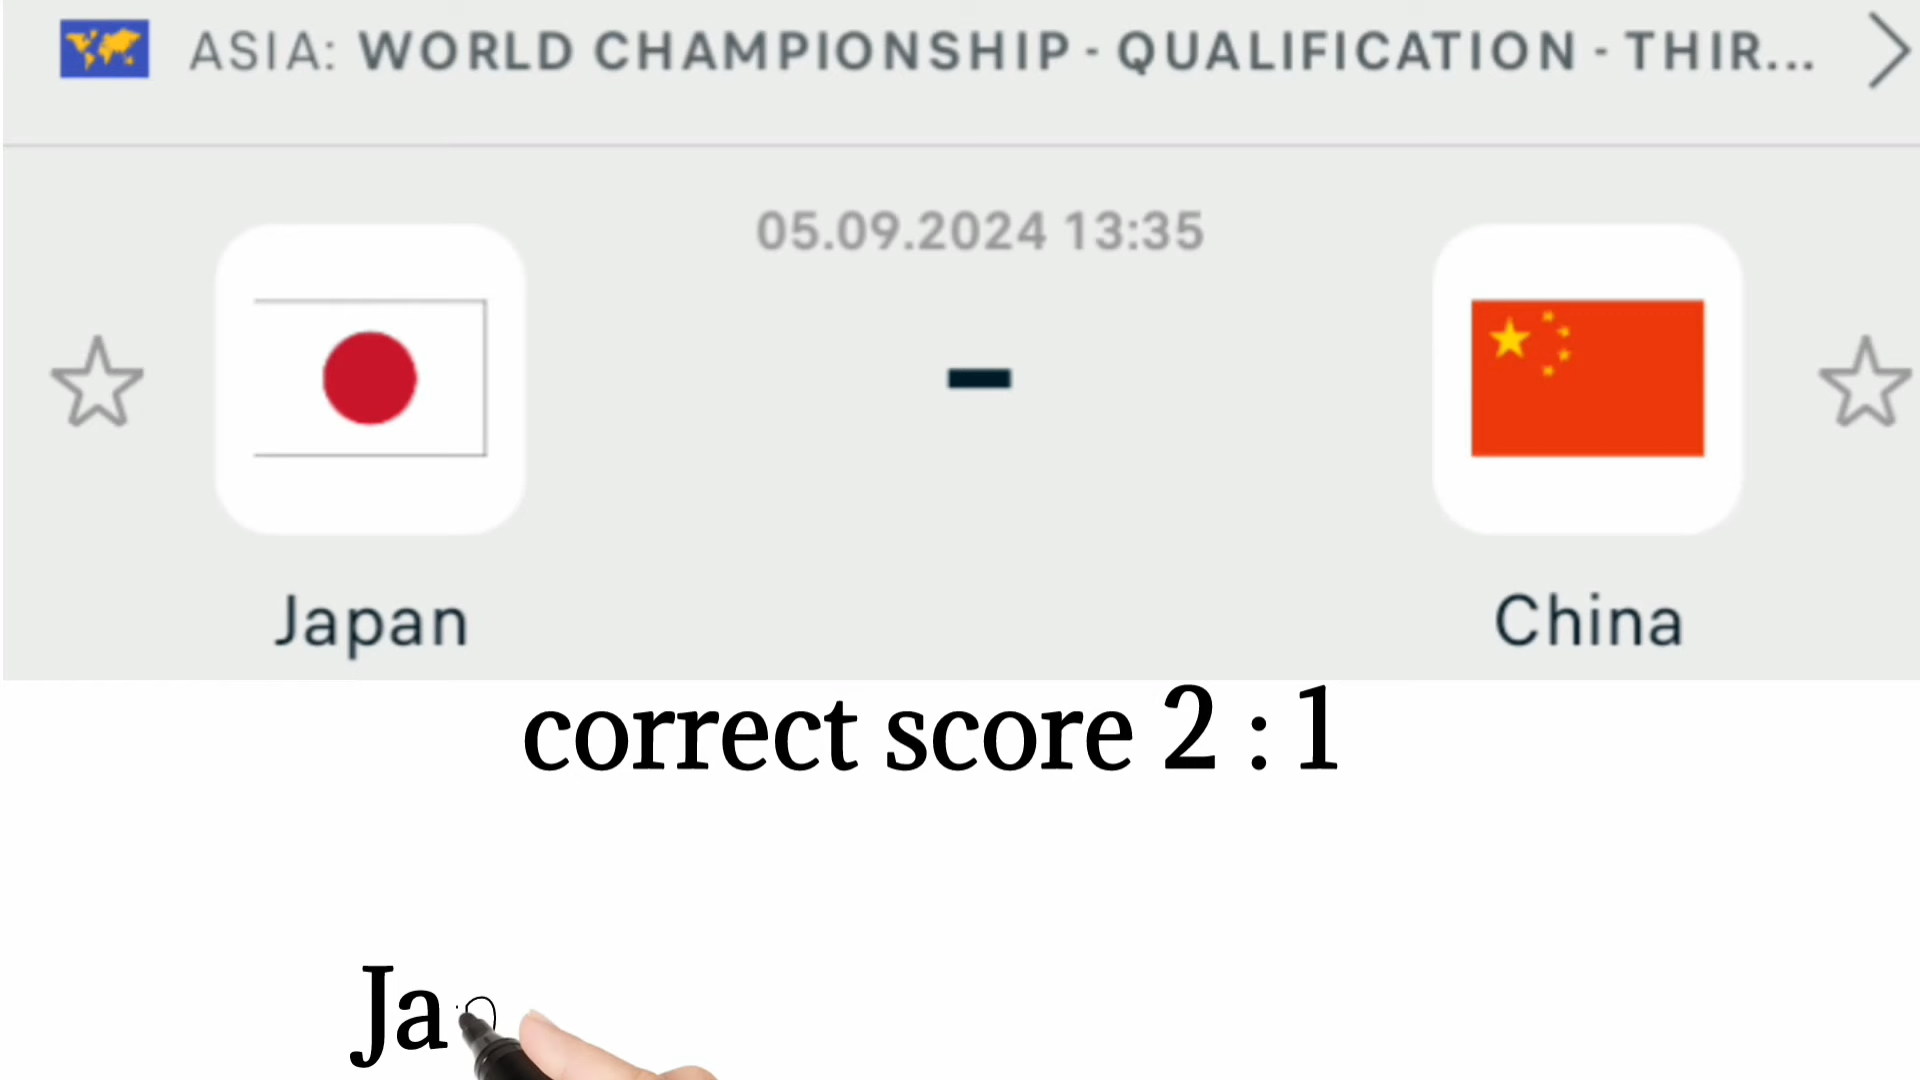 ASIA: WORLD CHAMPIONSHIP - QUALIFICATION - THIR...
05.09.2024 13:35
-
Japan
China
correct score 2 : 1
Ja